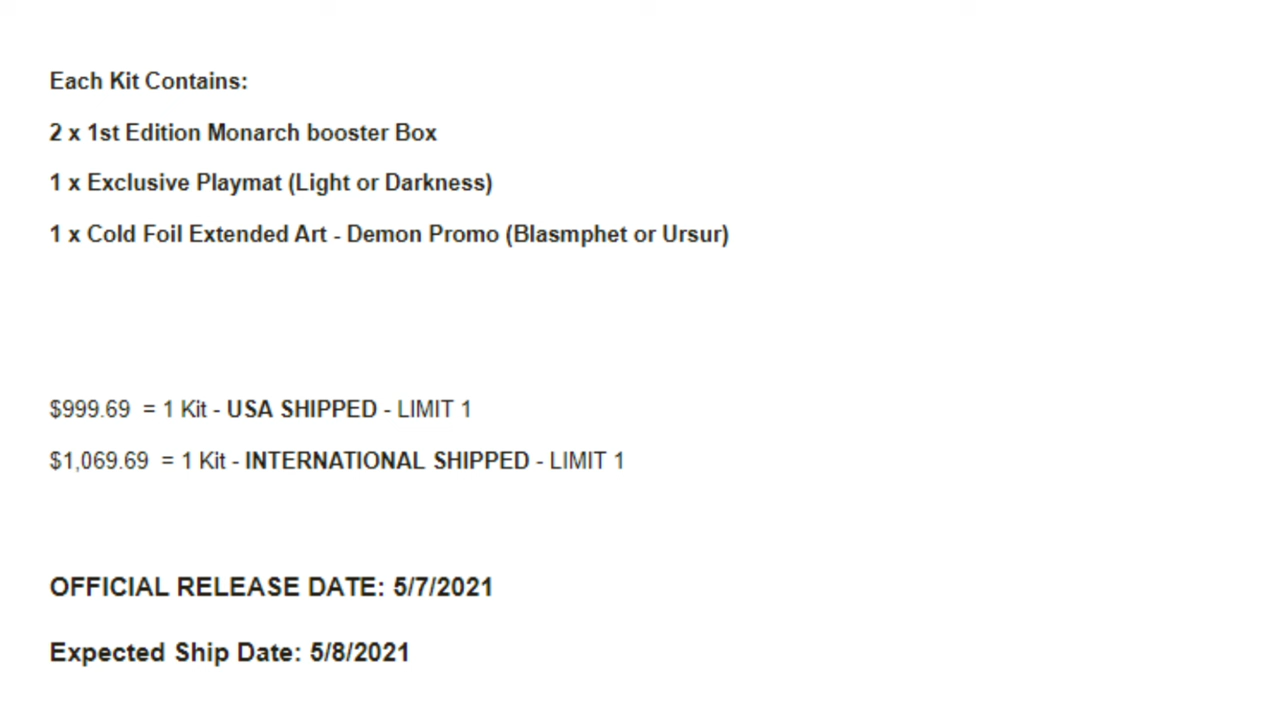 Each Kit Contains:
2 x 1st Edition Monarch booster Box
1 x Exclusive Playmat (Light or Darkness)
1 x Cold Foil Extended Art - Demon Promo (Blasmphet or Ursur)
$999.69 = 1 Kit - USA SHIPPED - LIMIT 1
$1,069.69 = 1 Kit - INTERNATIONAL SHIPPED - LIMIT 1
OFFICIAL RELEASE DATE: 5/7/2021
Expected Ship Date: 5/8/2021